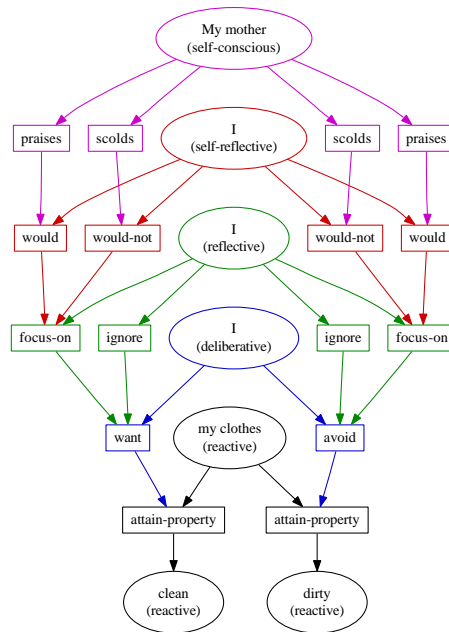 My mother
(self-conscious)
praises
scolds
I
(self-reflective)
scolds
praises
would
would-not
I
(reflective)
would-not
would
focus-on
ignore
I
(deliberative)
ignore
focus-on
want
my clothes
(reactive)
avoid
attain-property
attain-property
clean
(reactive)
dirty
(reactive)